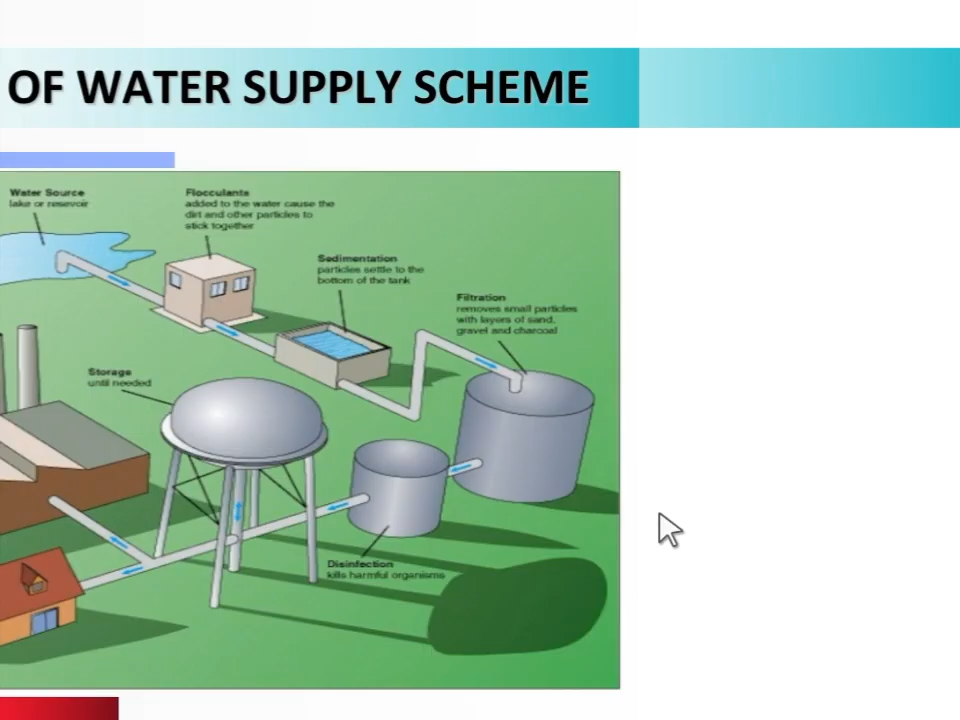 OF WATER SUPPLY SCHEME
Water Source
lake or reservoir
Flocculants
added to the water cause the
dirt and other particles to
stick together
Sedimentation
particles settle to the
bottom of the tank
Filtration
removes small particles
with layers of sand,
gravel and charcoal
Storage
until needed
Disinfection
kills harmful organisms